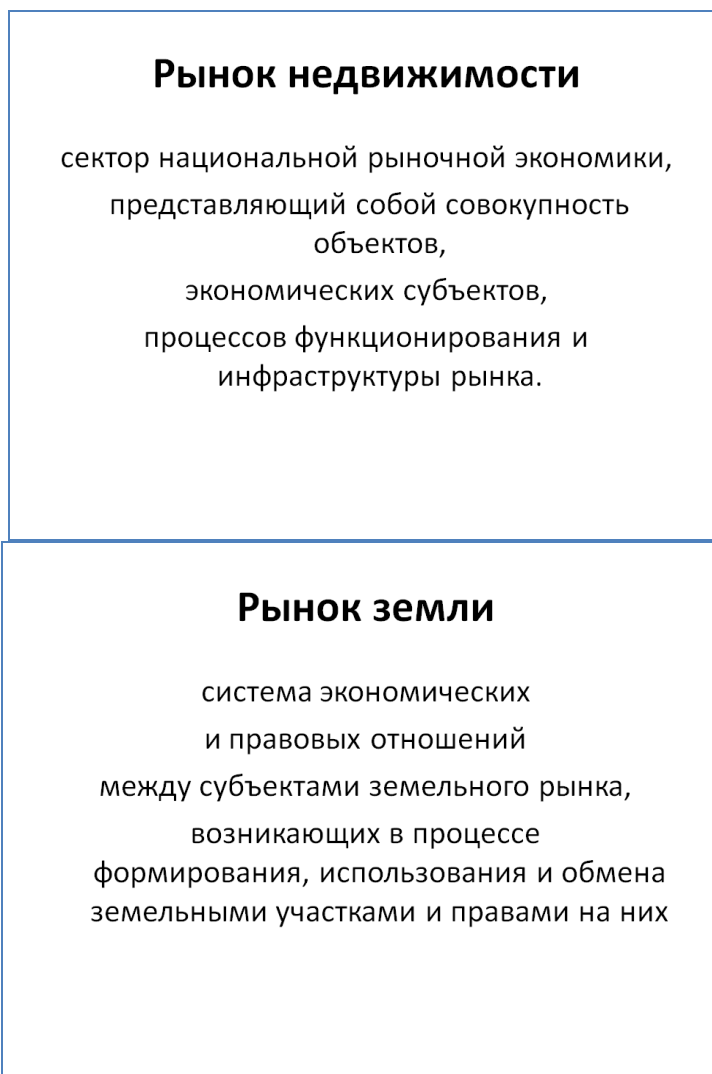 Рынок недвижимости
сектор национальной рыночной экономики,
представляющий собой совокупность
объектов,
экономических субъектов,
процессов функционирования и
инфраструктуры рынка.
Рынок земли
система экономических
и правовых отношений
между субъектами земельного рынка,
возникающих в процессе
формирования, использования и обмена
земельными участками и правами на них